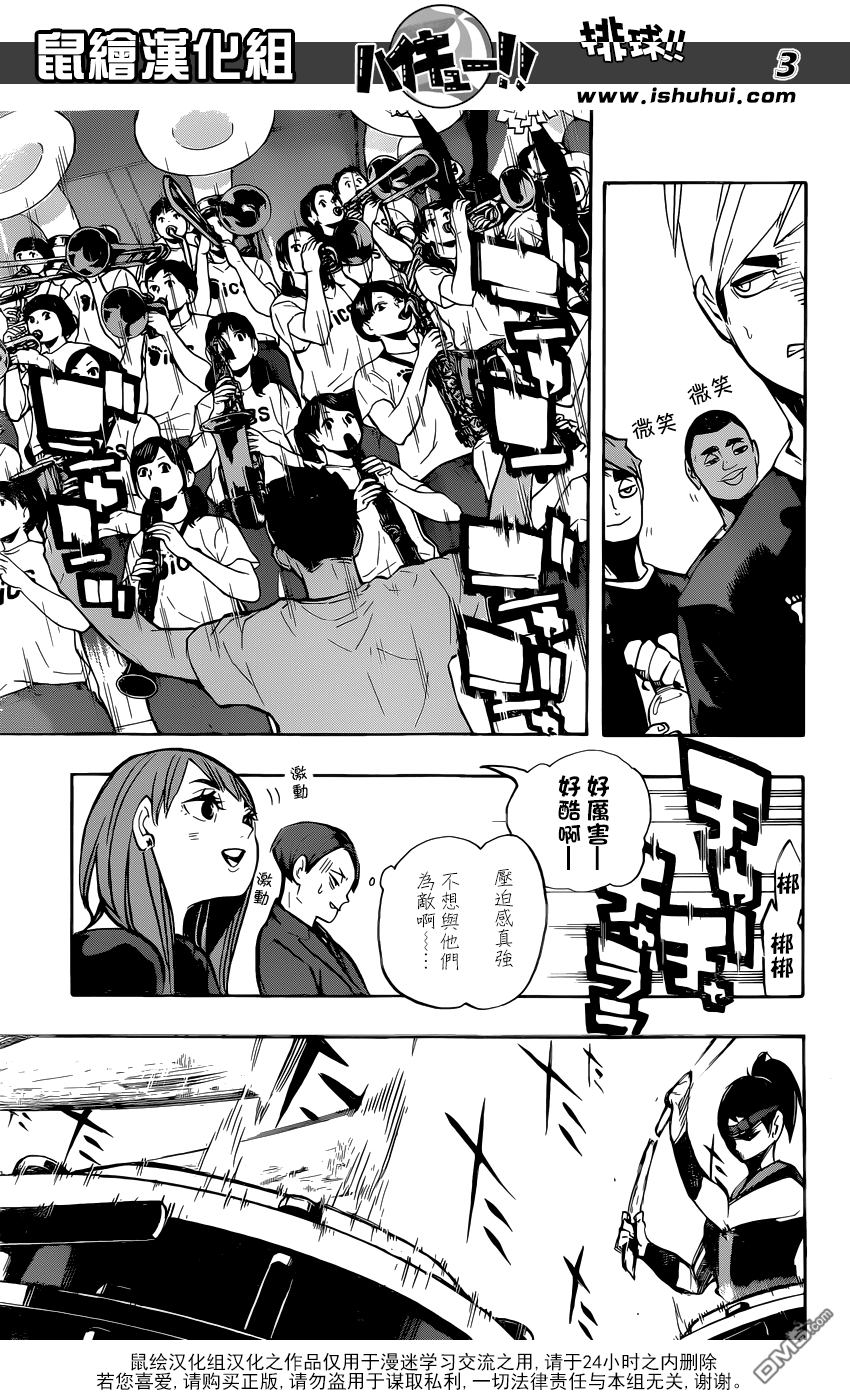 鼠繪漢化組
ハイキュー!!
排球!!
3
www.ishuhui.com
微笑
微笑
激動
激動
好厲害—
好酷啊—
壓迫感真強
不想與他們
為敵啊~~……
梆
梆
梆
鼠绘汉化组汉化之作品仅用于漫迷学习交流之用, 请于24小时之内删除
若您喜爱, 请购买正版, 请勿盗用于谋取私利, 一切法律责任与本组无关, 谢谢.